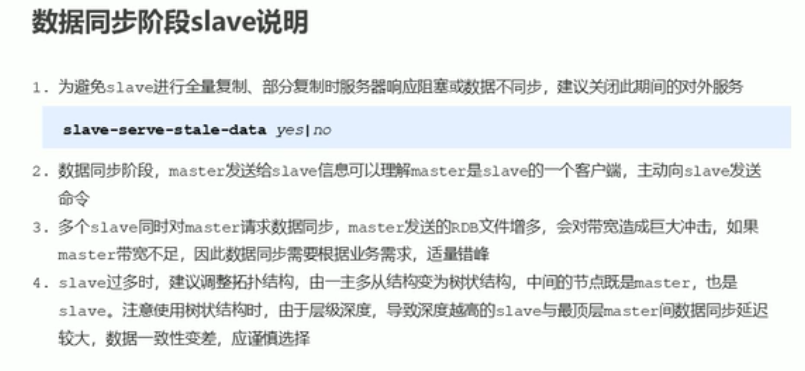 数据同步阶段slave说明
1. 为避免slave进行全量复制、部分复制时服务器响应阻塞或数据不同步，建议关闭此期间的对外服务
slave-serve-stale-data yes|no
2. 数据同步阶段，master发送给slave信息可以理解master是slave的一个客户端，主动向slave发送
命令
3. 多个slave同时对master请求数据同步，master发送的RDB文件增多，会对带宽造成巨大冲击，如果
master带宽不足，因此数据同步需要根据业务需求，适量错峰
4. slave过多时，建议调整拓扑结构，由一主多从结构变为树状结构，中间的节点既是master，也是
slave。注意使用树状结构时，由于层级深度，导致深度越高的slave与最顶层master间数据同步延迟
较大，数据一致性变差，应谨慎选择